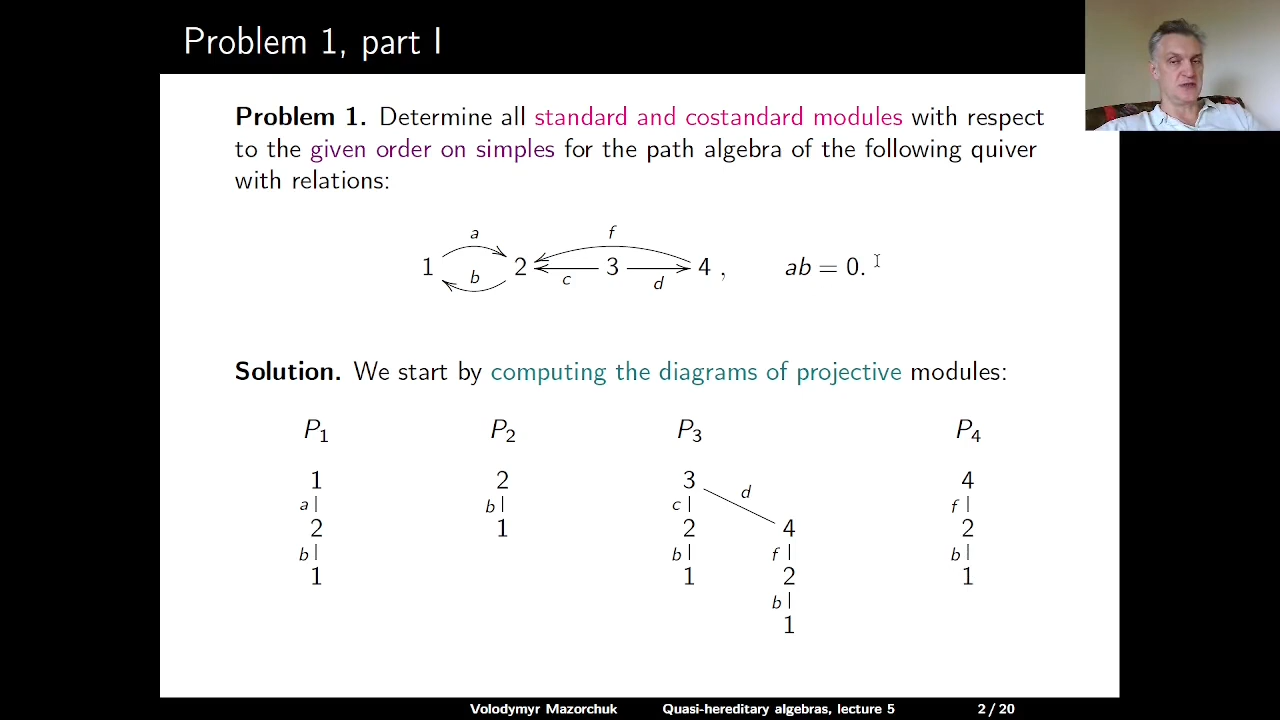 Problem 1, part I
Problem 1. Determine all standard and costandard modules with respect
to the given order on simples for the path algebra of the following quiver
with relations:
a f
1 2 3 4 , ab = 0.
b c d
Solution. We start by computing the diagrams of projective modules:
P₁ P₂ P₃ P₄
1 2 3 d 4
a b c f
2 1 2 4 2
b b f b
1 1 2 1
b
1
Volodymyr Mazorchuk Quasi-hereditary algebras, lecture 5 2 / 20